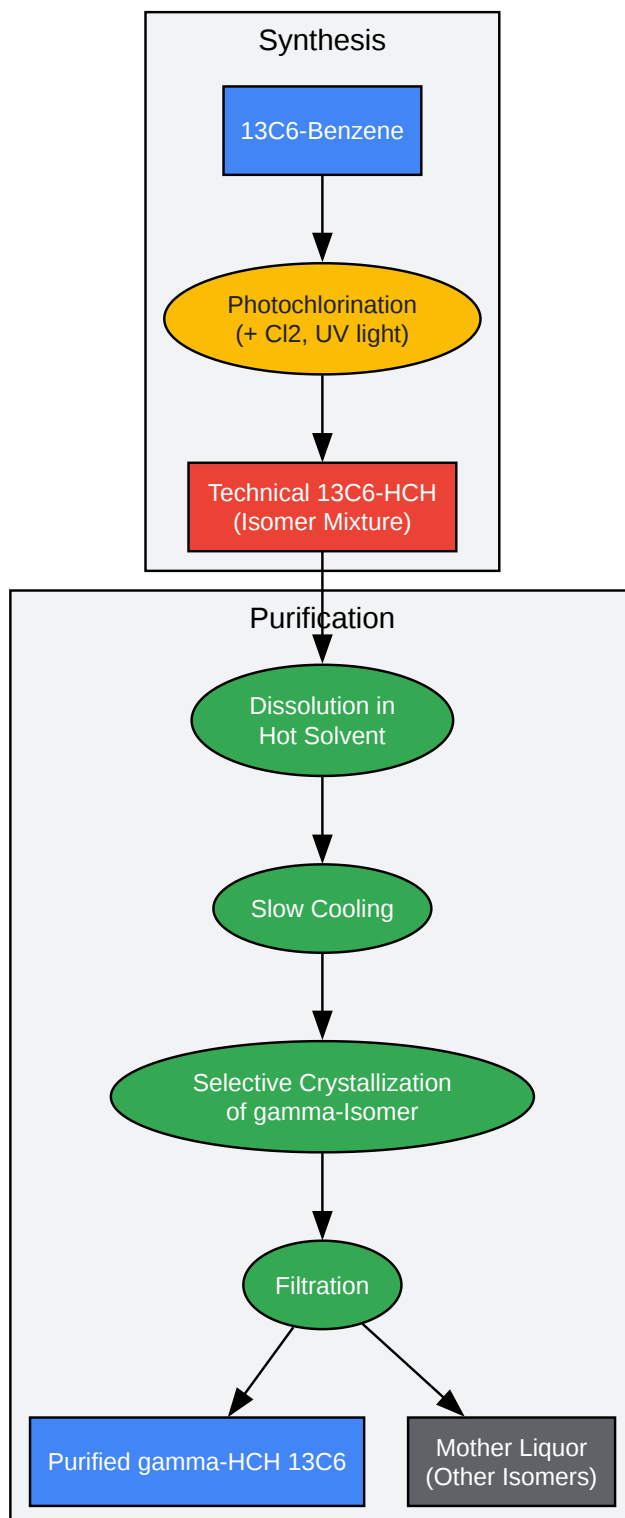 Synthesis
13C6-Benzene
Photochlorination
(+ Cl2, UV light)
Technical 13C6-HCH
(Isomer Mixture)
Purification
Dissolution in
Hot Solvent
Slow Cooling
Selective Crystallization
of gamma-Isomer
Filtration
Purified gamma-HCH 13C6
Mother Liquor
(Other Isomers)